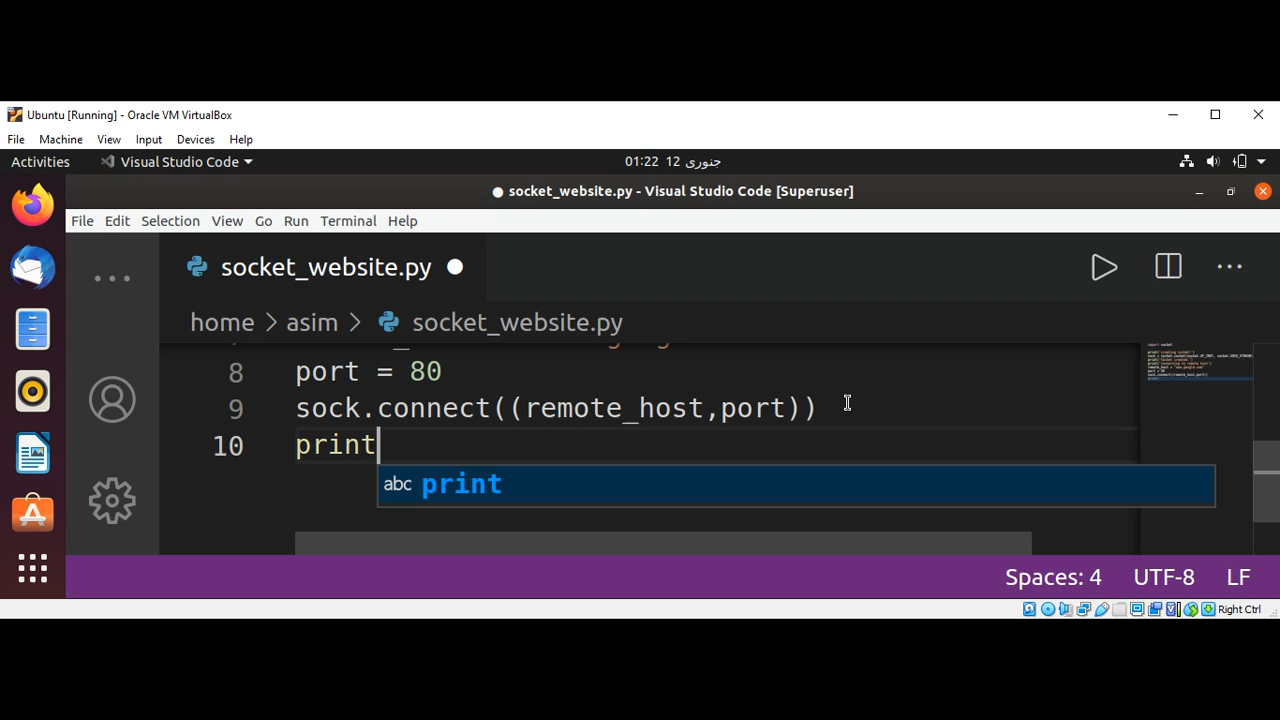 Ubuntu [Running] - Oracle VM VirtualBox
File Machine View Input Devices Help
Activities Visual Studio Code 01:22 12 جنوری
socket_website.py - Visual Studio Code [Superuser]
File Edit Selection View Go Run Terminal Help
socket_website.py
home > asim > socket_website.py
8 port = 80
9 sock.connect((remote_host,port))
10 print
abc print
Spaces: 4 UTF-8 LF
Right Ctrl